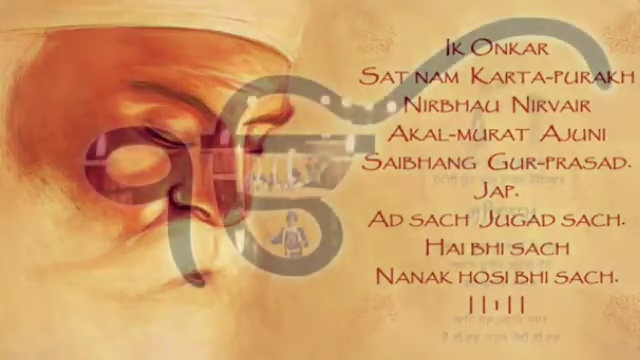 Ik Onkar
Sat nam Karta-purakh
Nirbhau Nirvair
Akal-murat Ajuni
Saibhang Gur-prasad.
Jap.
Ad sach Jugad sach.
Hai bhi sach
Nanak hosi bhi sach.
||1||